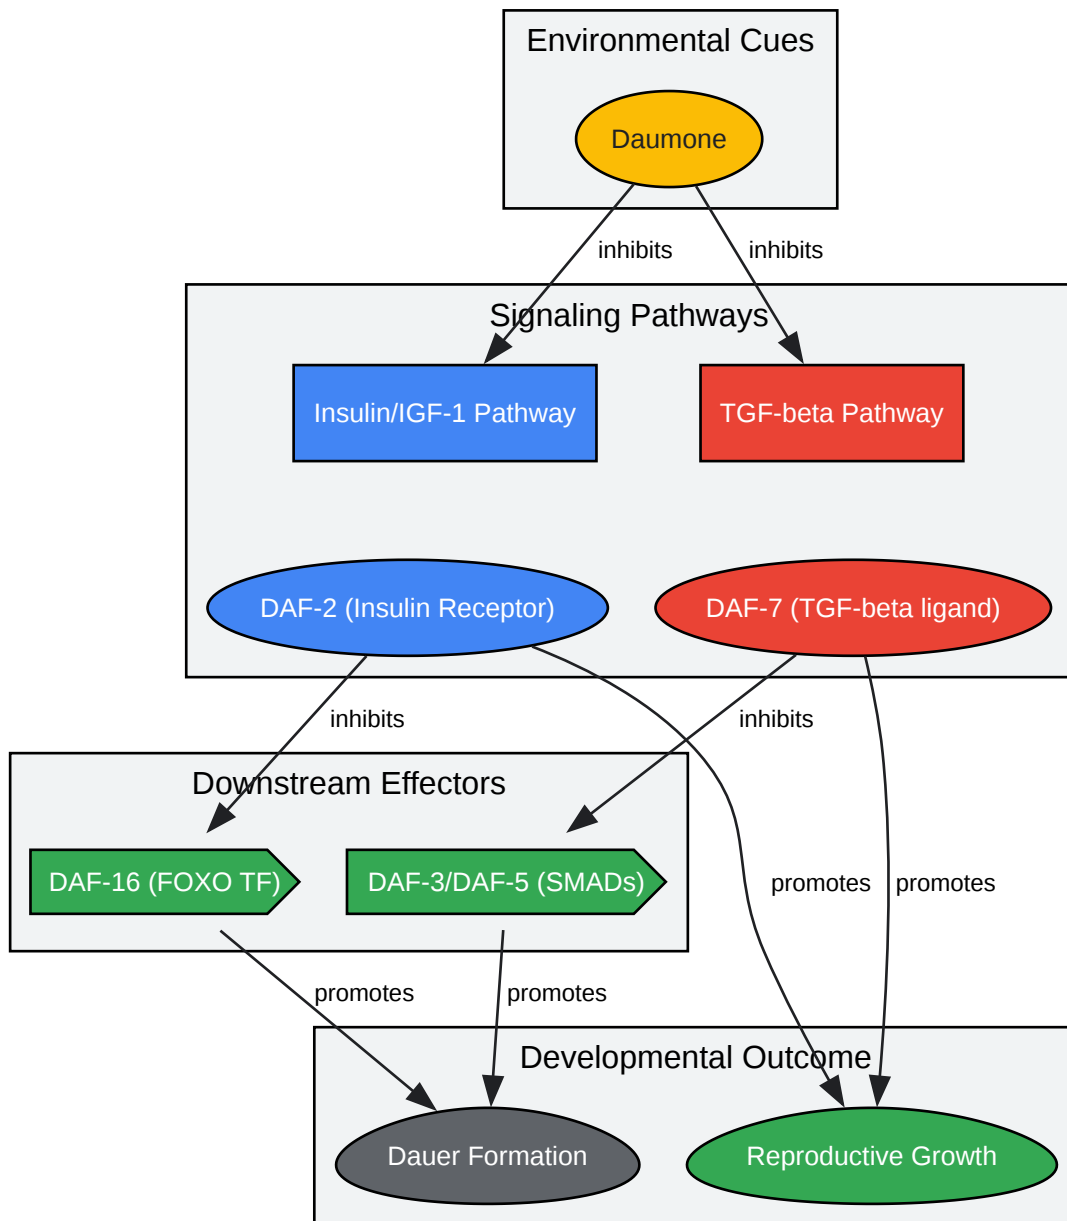 Environmental Cues
Daumone
inhibits
inhibits
Signaling Pathways
Insulin/IGF-1 Pathway
TGF-beta Pathway
DAF-2 (Insulin Receptor)
DAF-7 (TGF-beta ligand)
inhibits
inhibits
Downstream Effectors
DAF-16 (FOXO TF)
DAF-3/DAF-5 (SMADs)
promotes
promotes
promotes
promotes
Developmental Outcome
Dauer Formation
Reproductive Growth